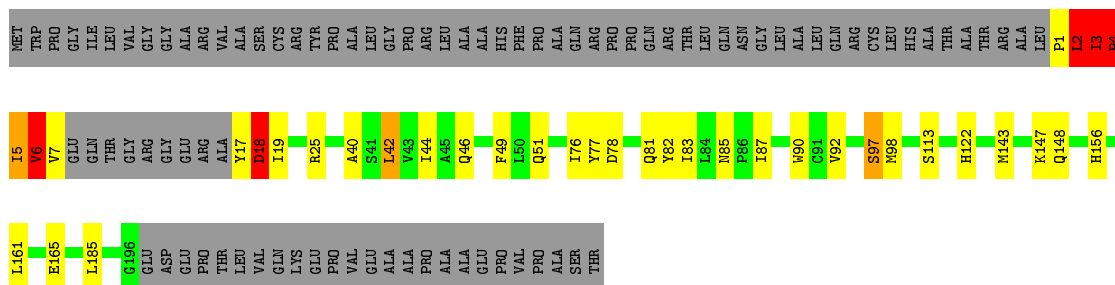 MET TRP PRO GLY ILE LEU VAL GLY GLY ALA ARG VAL ALA SER CYS ARG TYR PRO ALA LEU GLY PRO ARG LEU ALA ALA HIS PHE PRO ALA GLN ARG PRO PRO GLN ARG THR LEU GLN ASN GLY LEU ALA LEU GLN ARG CYS LEU HIS ALA THR ALA THR ARG ALA LEU P1 L2 I3
I5 V6 V7 GLU GLN THR GLY ARG GLY GLU ARG ALA Y17 D18 I19 R25 A40 S41 L42 V43 I44 A45 Q46 F49 L50 Q51 I76 Y77 D78 Q81 Y82 I83 L84 N85 P86 I87 W90 C91 V92 S97 M98 S113 H122 M143 K147 Q148 H156
L161 E165 L185 G196 GLU ASP GLU PRO THR LEU VAL GLN LYS GLU PRO VAL GLU ALA ALA PRO ALA ALA ALA GLU PRO VAL PRO ALA SER THR